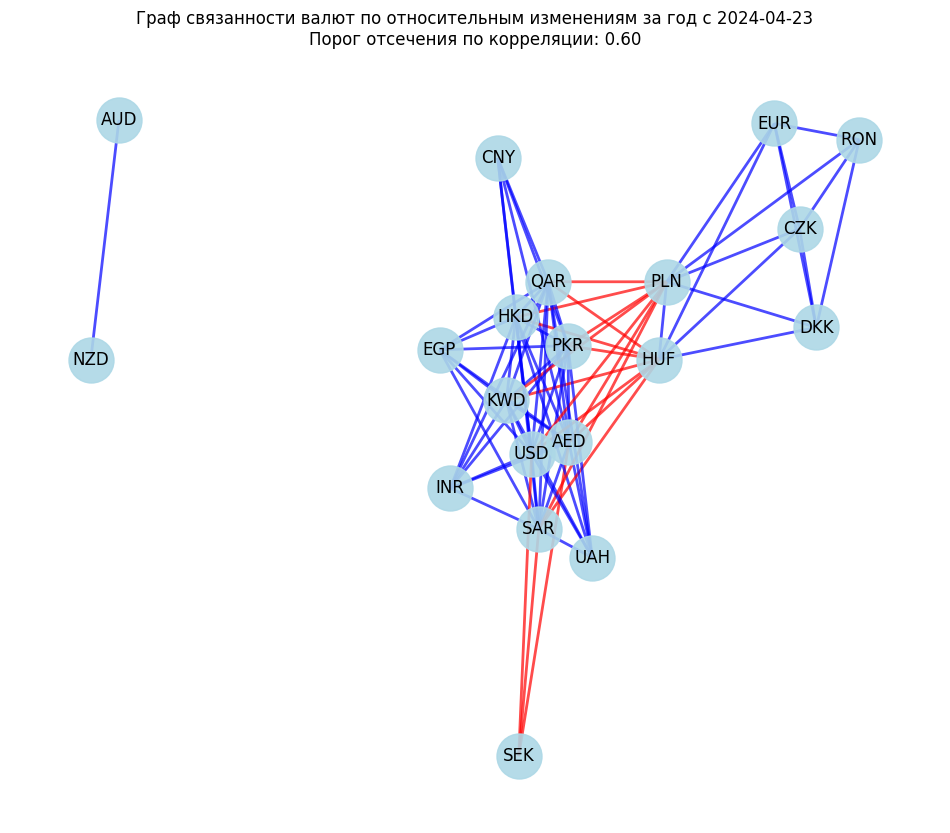 Граф связанности валют по относительным изменениям за год с 2024-04-23
Порог отсечения по корреляции: 0.60
AUD
EUR
RON
CNY
CZK
QAR
PLN
HKD
DKK
PKR
EGP
NZD
HUF
KWD
AED
USD
INR
SAR
UAH
SEK